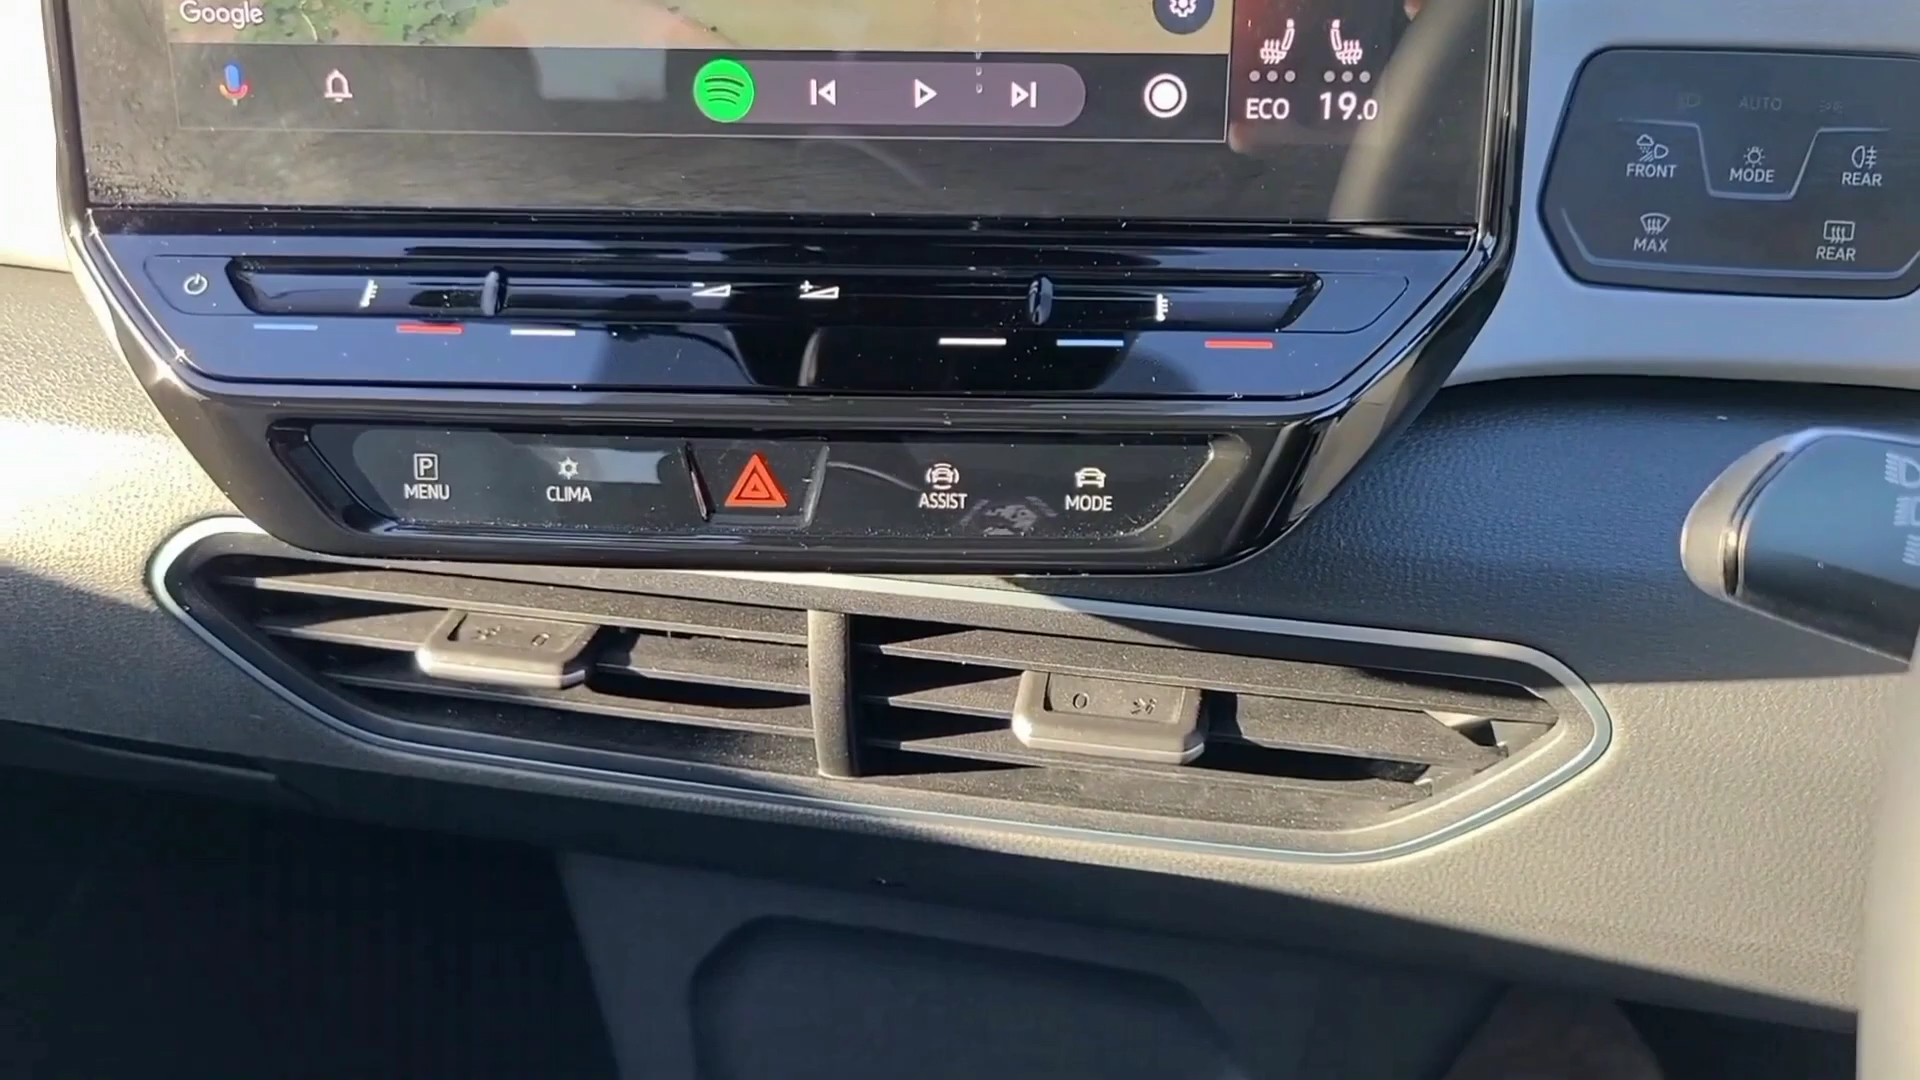 Google
ECO 19.0
AUTO
FRONT
MODE
REAR
MAX
REAR
MENU
CLIMA
ASSIST
MODE